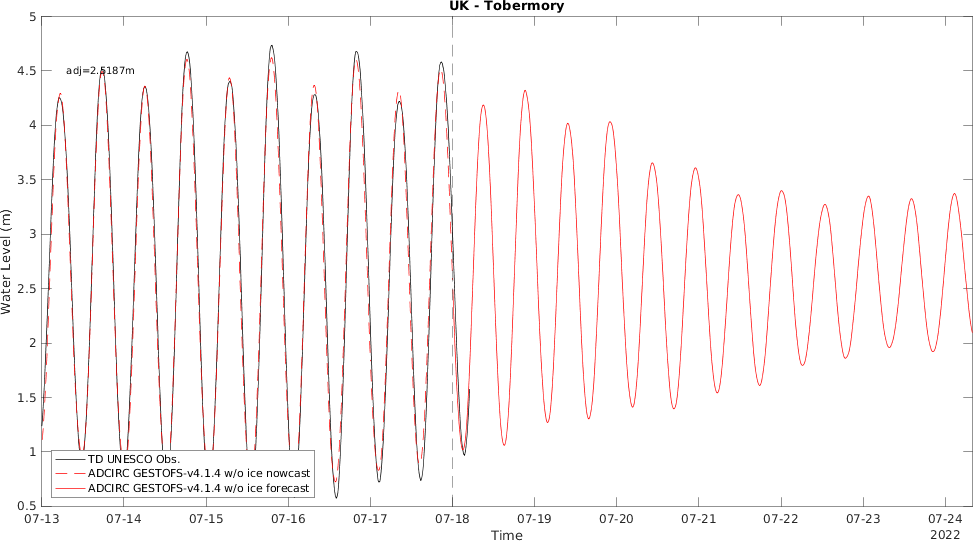 UK - Tobermory
5
4.5
4
3.5
3
2.5
2
1.5
1
0.5
Water Level (m)
adj=2.5187m
TD UNESCO Obs.
ADCIRC GESTOFS-v4.1.4 w/o ice nowcast
ADCIRC GESTOFS-v4.1.4 w/o ice forecast
07-13 07-14 07-15 07-16 07-17 07-18 07-19 07-20 07-21 07-22 07-23 07-24
2022
Time